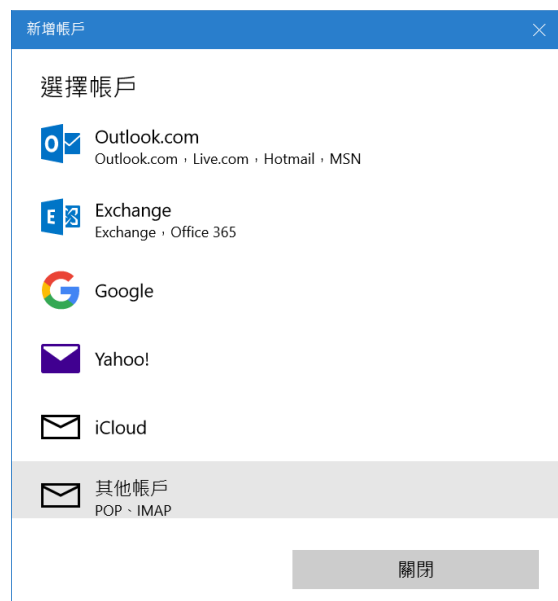 新增帳戶
選擇帳戶
Outlook.com
Outlook.com，Live.com，Hotmail，MSN
Exchange
Exchange，Office 365
Google
Yahoo!
iCloud
其他帳戶
POP、IMAP
關閉